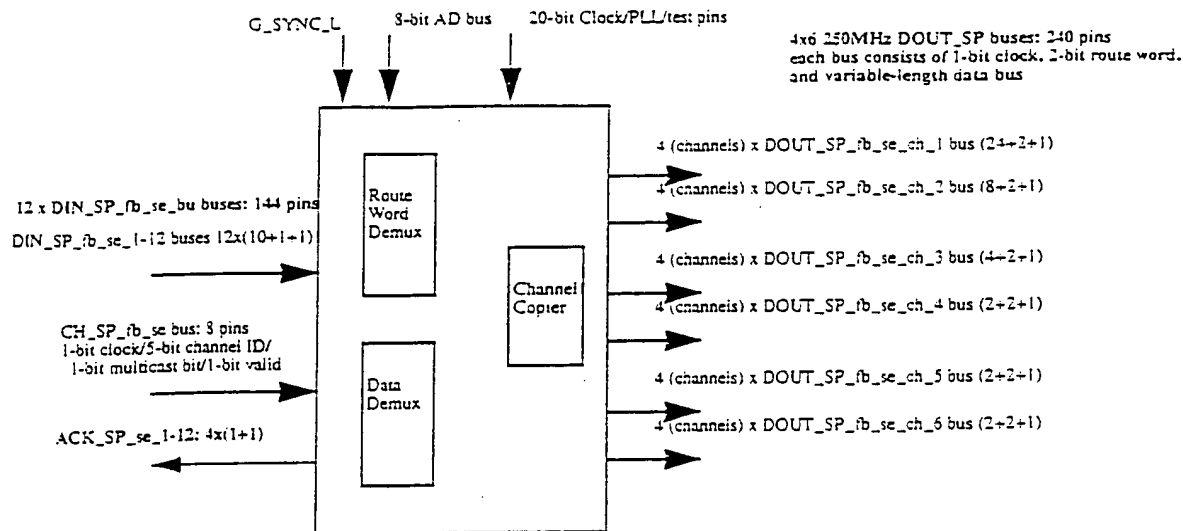 G_SYNC_L
8-bit AD bus
20-bit Clock/PLL/test pins
4x6 250MHz DOUT_SP buses: 240 pins
each bus consists of 1-bit clock, 2-bit route word,
and variable-length data bus
12 x DIN_SP_fb_se_bu buses: 144 pins
DIN_SP_fb_se_1-12 buses 12x(10+1+1)
CH_SP_fb_se bus: 8 pins
1-bit clock/5-bit channel ID/
1-bit multicast bit/1-bit valid
ACK_SP_se_1-12: 4x(1+1)
Route
Word
Demux
Data
Demux
Channel
Copier
4 (channels) x DOUT_SP_fb_se_ch_1 bus (24+2+1)
4 (channels) x DOUT_SP_fb_se_ch_2 bus (8+2+1)
4 (channels) x DOUT_SP_fb_se_ch_3 bus (4+2+1)
4 (channels) x DOUT_SP_fb_se_ch_4 bus (2+2+1)
4 (channels) x DOUT_SP_fb_se_ch_5 bus (2+2+1)
4 (channels) x DOUT_SP_fb_se_ch_6 bus (2+2+1)